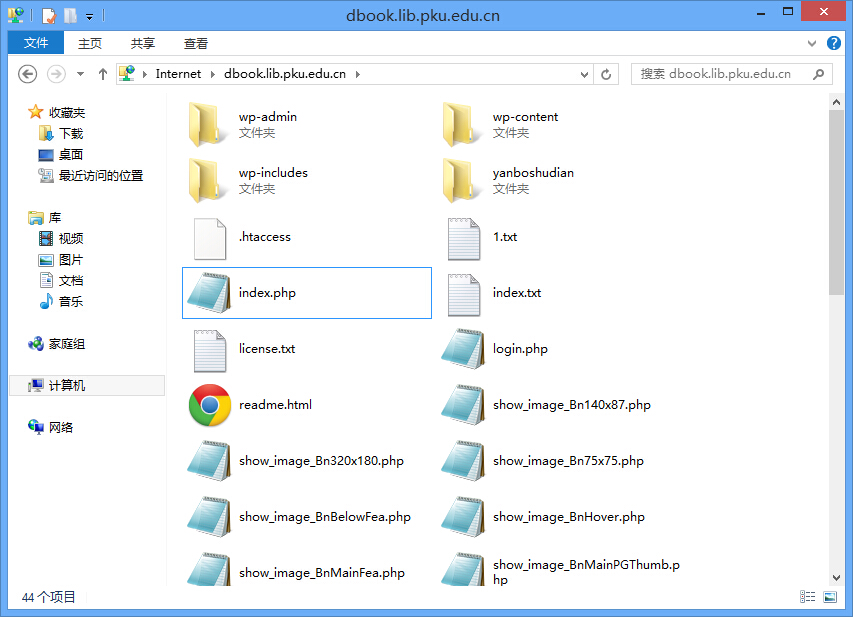 dbook.lib.pku.edu.cn
文件 主页 共享 查看
Internet dbook.lib.pku.edu.cn 搜索 dbook.lib.pku.edu.cn
收藏夹
下载
桌面
最近访问的位置
库
视频
图片
文档
音乐
家庭组
计算机
网络
wp-admin
文件夹
wp-content
文件夹
wp-includes
文件夹
yanboshudian
文件夹
.htaccess
1.txt
index.php
index.txt
license.txt
login.php
readme.html
show_image_Bn140x87.php
show_image_Bn320x180.php
show_image_Bn75x75.php
show_image_BnBelowFea.php
show_image_BnHover.php
show_image_BnMainFea.php
show_image_BnMainPGThumb.p
hp
44 个项目